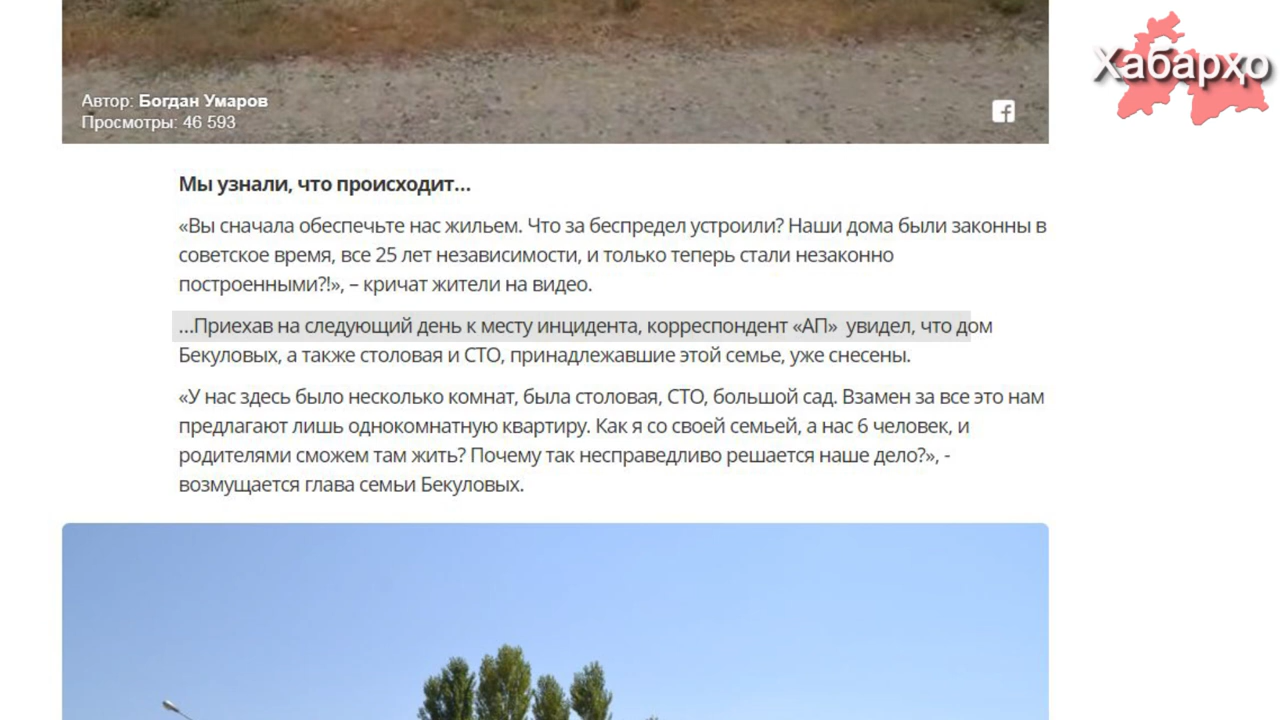 Хабарҳо
Автор: Богдан Умаров
Просмотры: 46 593
Мы узнали, что происходит...
«Вы сначала обеспечьте нас жильем. Что за беспредел устроили? Наши дома были законны в
советское время, все 25 лет независимости, и только теперь стали незаконно
построенными?!», – кричат жители на видео.
...Приехав на следующий день к месту инцидента, корреспондент «АП»  увидел, что дом
Бекуловых, а также столовая и СТО, принадлежавшие этой семье, уже снесены.
«У нас здесь было несколько комнат, была столовая, СТО, большой сад. Взамен за все это нам
предлагают лишь однокомнатную квартиру. Как я со своей семьей, а нас 6 человек, и
родителями сможем там жить? Почему так несправедливо решается наше дело?», -
возмущается глава семьи Бекуловых.